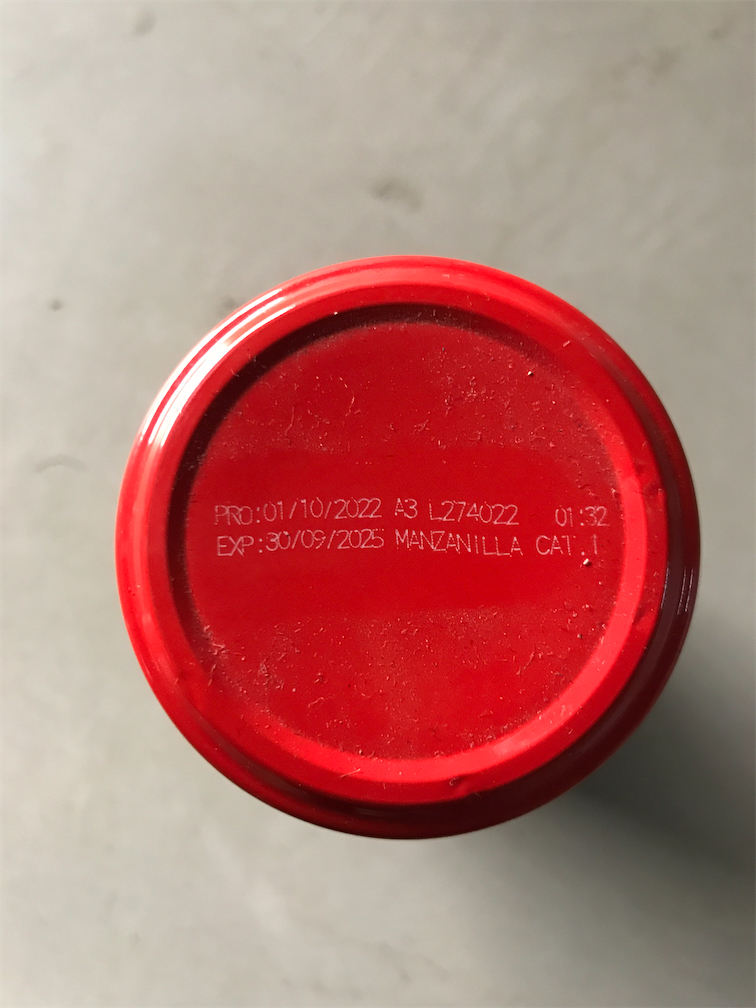 PRO:01/10/2022 A3 L274022 01:32
EXP:30/09/2025 MANZANILLA CAT.I